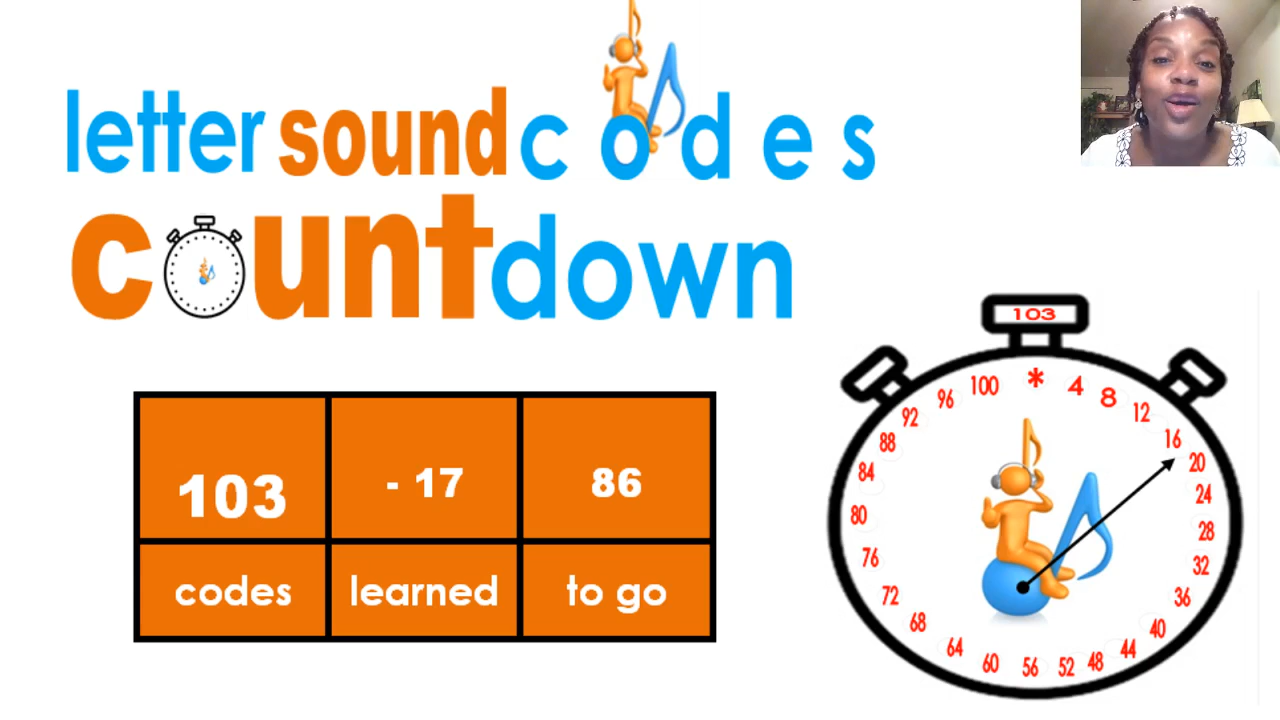 letter sound codes
countdown
103 - 17 86
codes learned to go
103
* 4 8 12 16 20 24 28 32 36 40 44 48 52 56 60 64 68 72 76 80 84 88 92 96 100